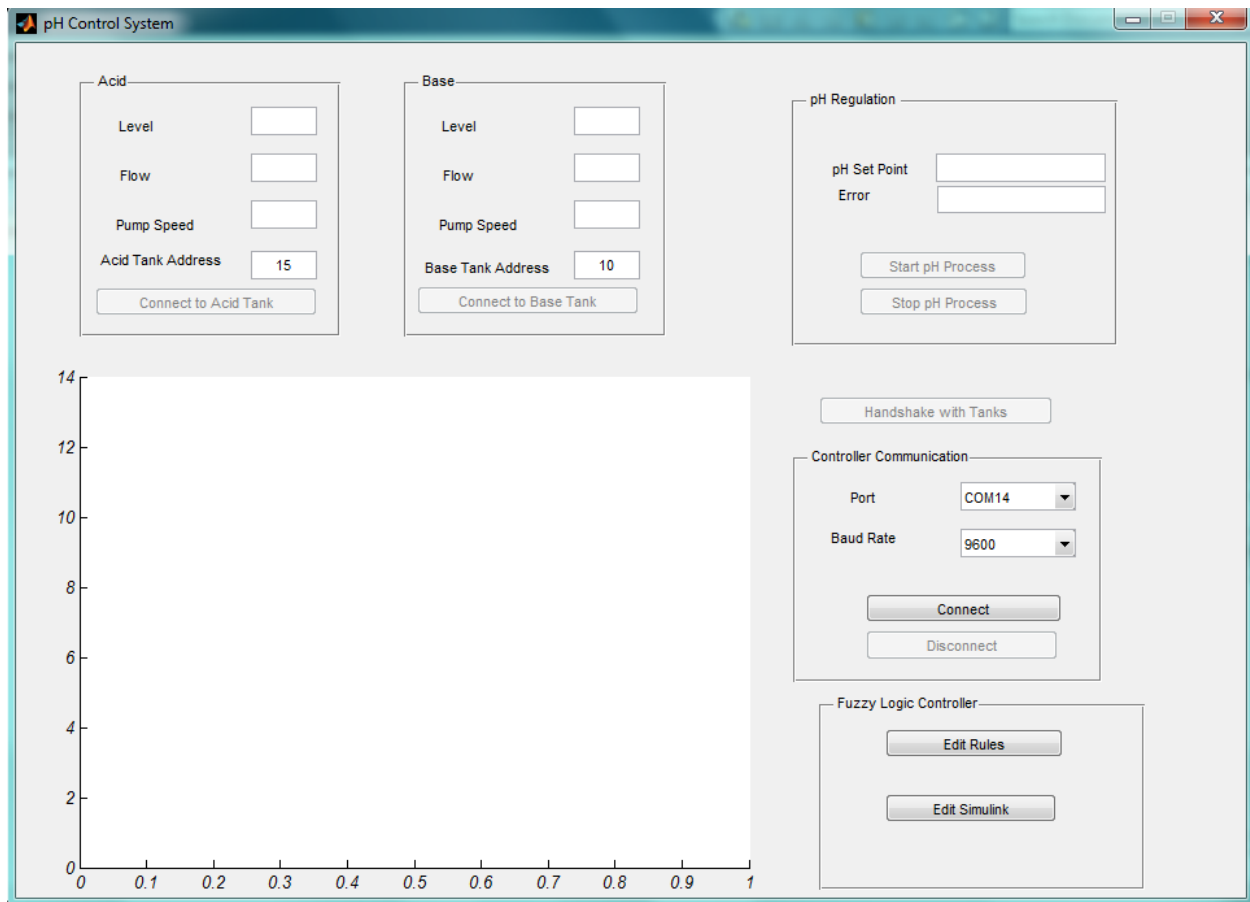 pH Control System
Acid
Level
Flow
Pump Speed
Acid Tank Address
15
Connect to Acid Tank
Base
Level
Flow
Pump Speed
Base Tank Address
10
Connect to Base Tank
pH Regulation
pH Set Point
Error
Start pH Process
Stop pH Process
14
12
10
8
6
4
2
0
0 0.1 0.2 0.3 0.4 0.5 0.6 0.7 0.8 0.9 1
Handshake with Tanks
Controller Communication
Port
COM14
Baud Rate
9600
Connect
Disconnect
Fuzzy Logic Controller
Edit Rules
Edit Simulink